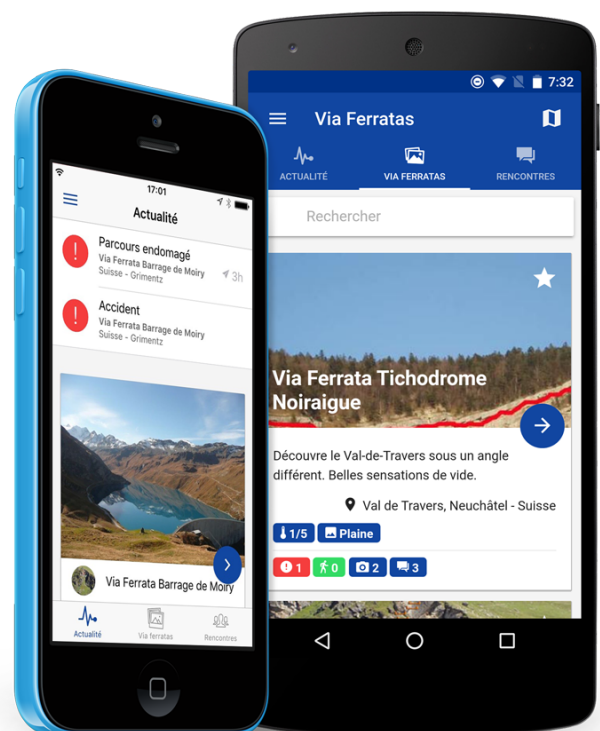 17:01
Actualité
Parcours endomagé
Via Ferrata Barrage de Moiry
Suisse - Grimentz
3h
Accident
Via Ferrata Barrage de Moiry
Suisse - Grimentz
Via Ferrata Barrage de Moiry
Actualité
Via ferratas
Rencontres
7:32
Via Ferratas
ACTUALITÉ
VIA FERRATAS
RENCONTRES
Rechercher
Via Ferrata Tichodrome
Noiraigue
Découvre le Val-de-Travers sous un angle
différent. Belles sensations de vide.
Val de Travers, Neuchâtel - Suisse
1/5 Plaine
1 0 2 3